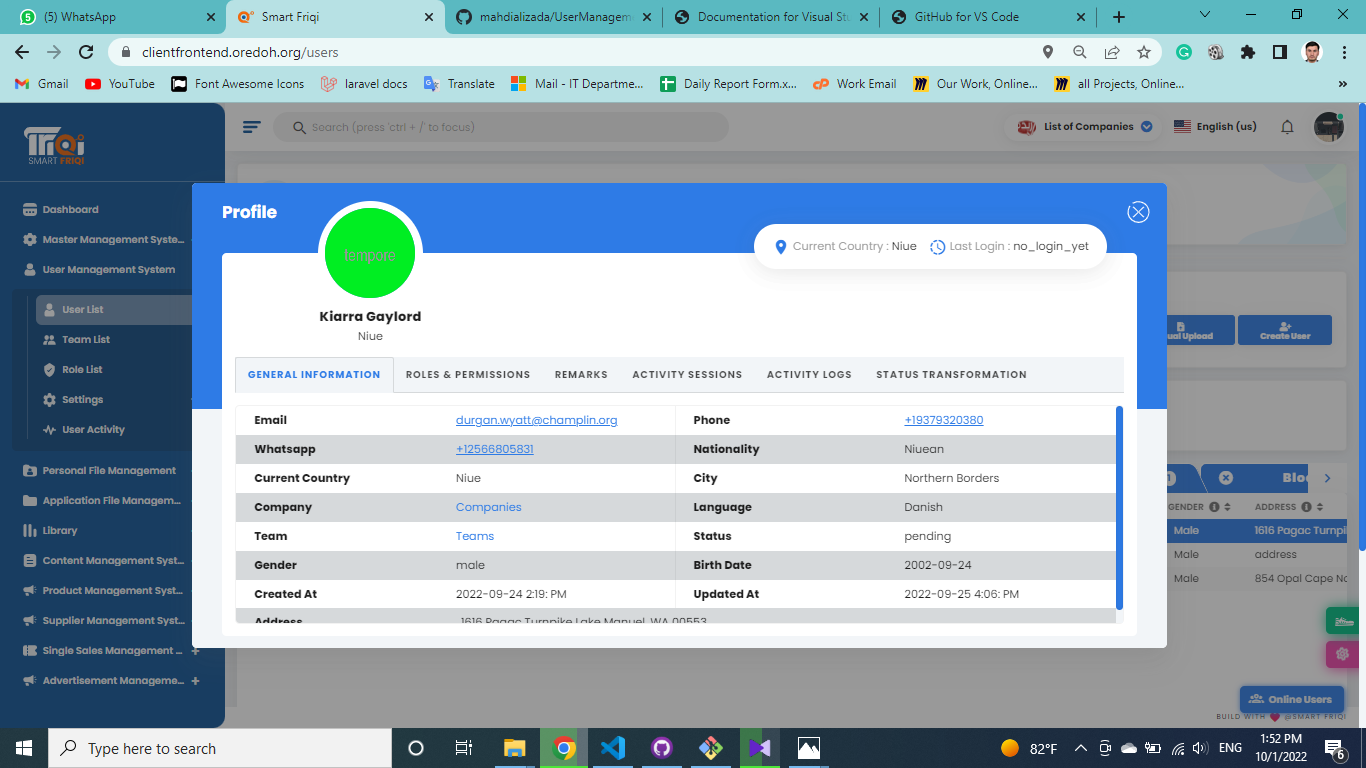 (5) WhatsApp
Smart Friqi
mahdializada/UserManageme
Documentation for Visual Stu
GitHub for VS Code
clientfrontend.oredoh.org/users
Gmail
YouTube
Font Awesome Icons
laravel docs
Translate
Mail - IT Departme...
Daily Report Form.x...
Work Email
Our Work, Online...
all Projects, Online...
»
FRiQi
SMART FRIQI
Search (press 'ctrl + /' to focus)
List of Companies
English (us)
Dashboard
Master Management Syste...
User Management System
User List
Team List
Role List
Settings
User Activity
Personal File Management
Application File Managem...
Library
Content Management Syst...
Product Management Syst...
Supplier Management Syst...
Single Sales Management ... +
Advertisement Manageme... +
Profile
tempore
Current Country : Niue
Last Login : no_login_yet
Kiarra Gaylord
Niue
GENERAL INFORMATION
ROLES & PERMISSIONS
REMARKS
ACTIVITY SESSIONS
ACTIVITY LOGS
STATUS TRANSFORMATION
Email durgan.wyatt@champlin.org Phone +19379320380
Whatsapp +12566805831 Nationality Niuean
Current Country Niue City Northern Borders
Company Companies Language Danish
Team Teams Status pending
Gender male Birth Date 2002-09-24
Created At 2022-09-24 2:19: PM Updated At 2022-09-25 4:06: PM
Address 1616 Pagac Turnpike Lake Manuel, WA 00553
ual Upload
Create User
1
Bloc
GENDER
ADDRESS
Male 1616 Pagac Turnpi
Male address
Male 854 Opal Cape No
Online Users
BUILD WITH ❤ @SMART FRIQI
Type here to search
82°F
ENG
1:52 PM
10/1/2022
6